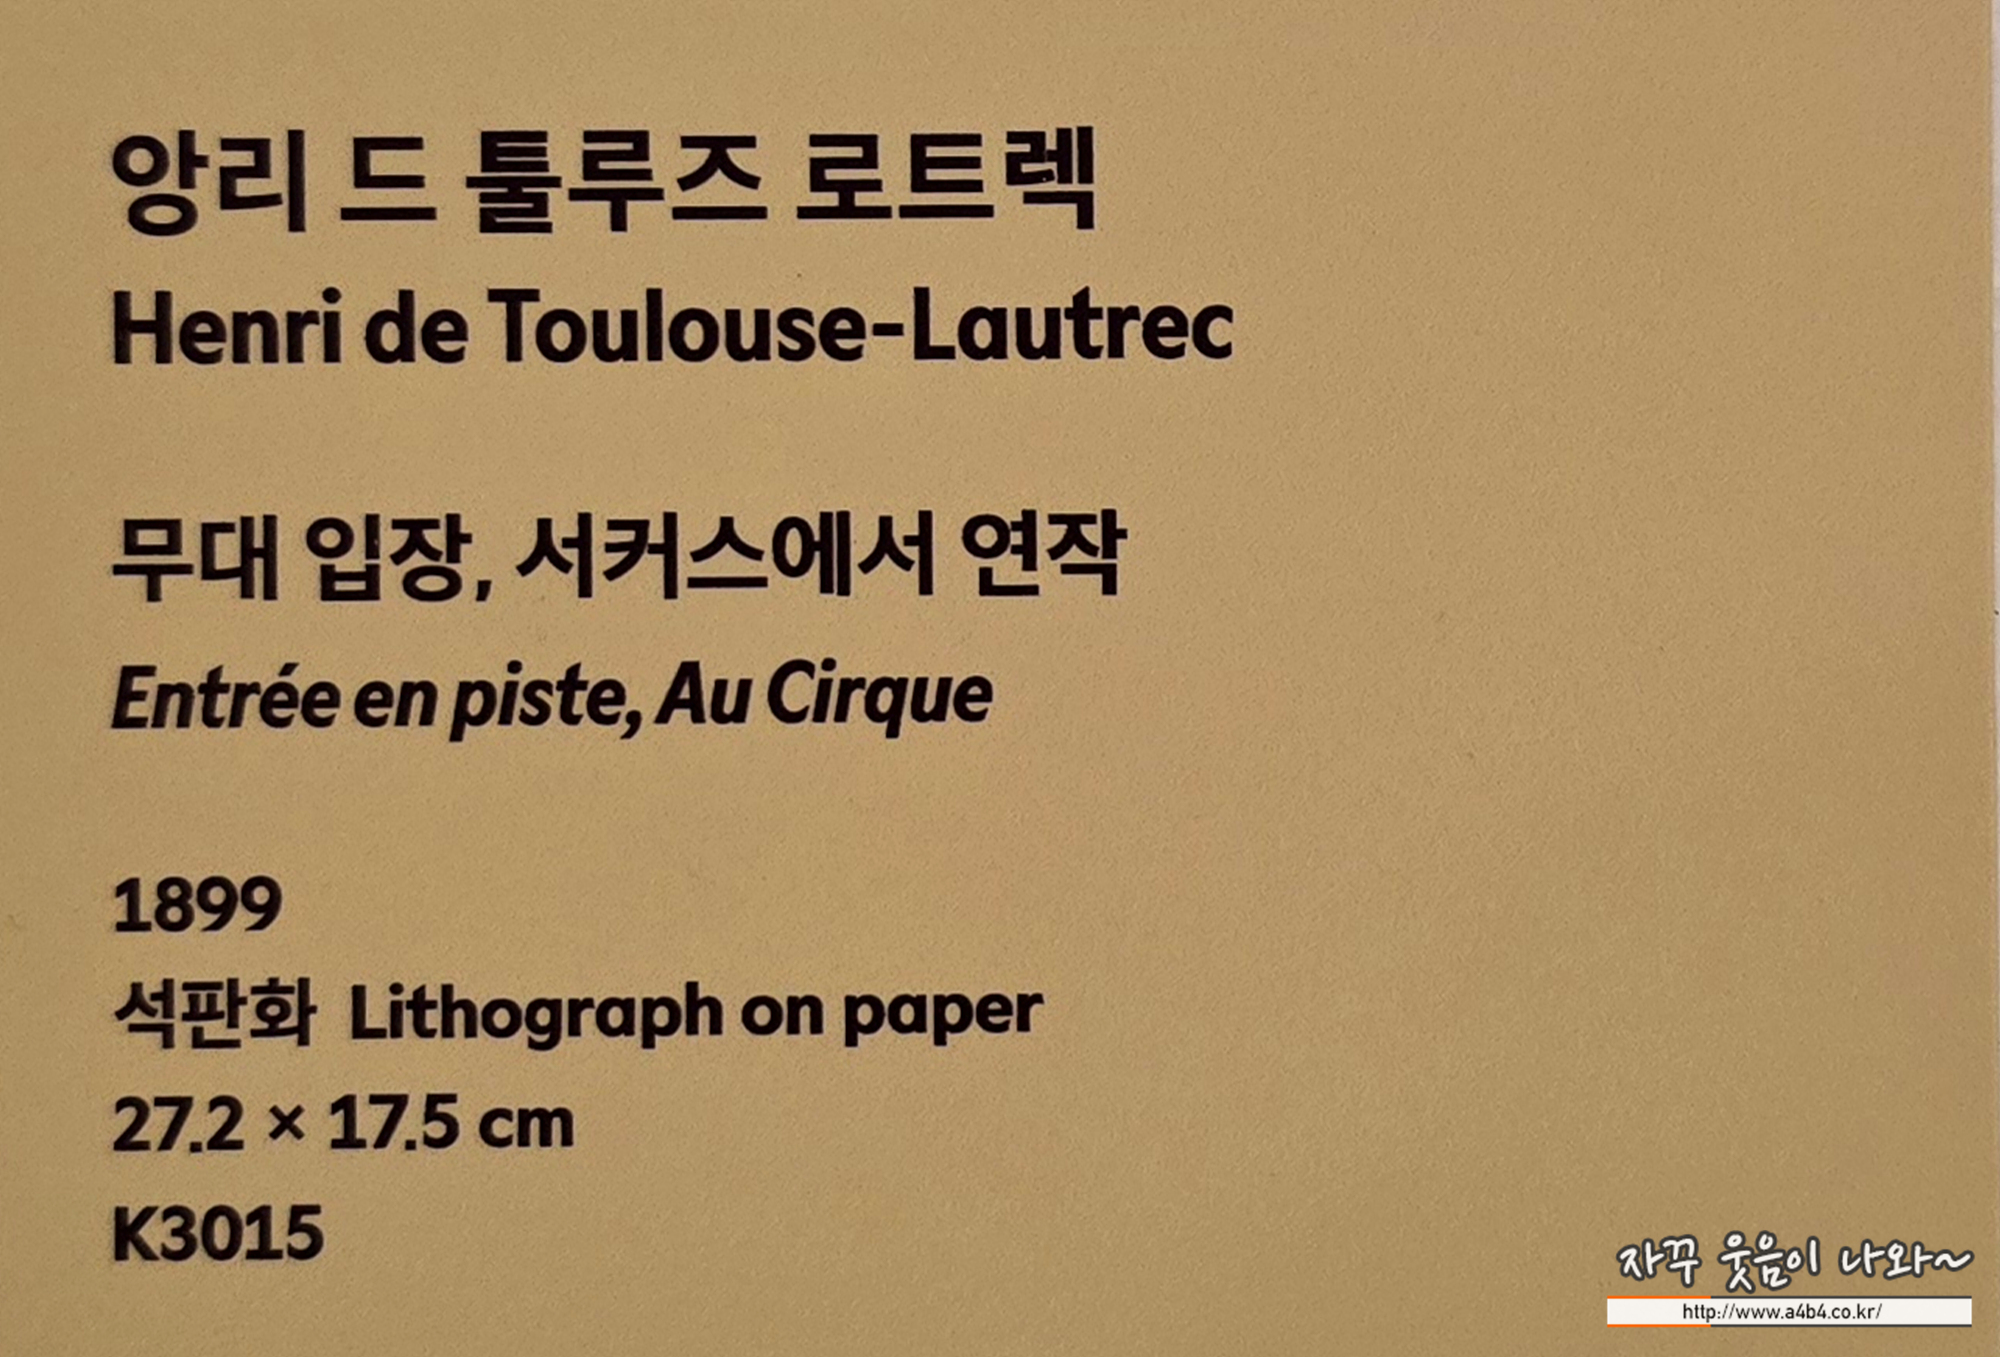 앙리 드 툴루즈 로트렉
Henri de Toulouse-Lautrec
무대 입장, 서커스에서 연작
Entrée en piste, Au Cirque
1899
석판화 Lithograph on paper
27.2 × 17.5 cm
K3015
자꾸 웃음이 나와~
http://www.a4b4.co.kr/